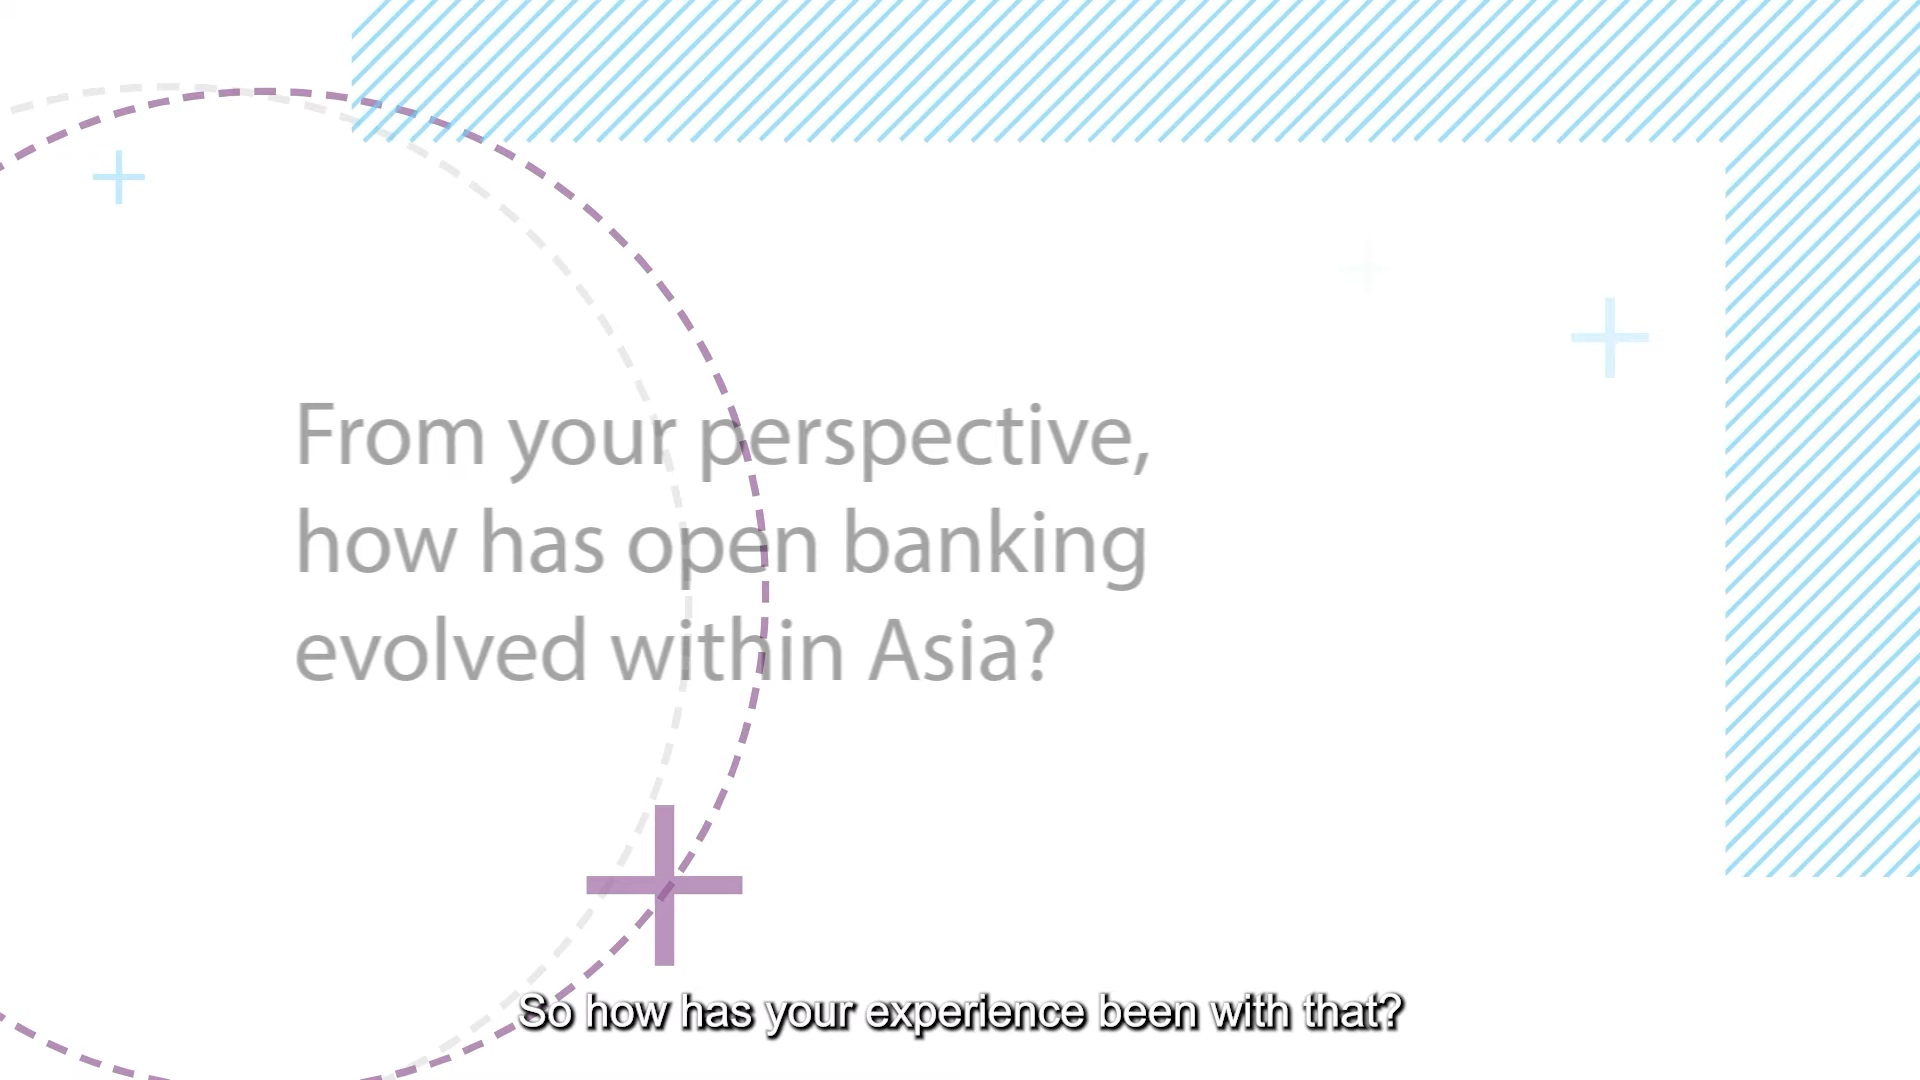 From your perspective,
how has open banking
evolved within Asia?
So how has your experience been with that?